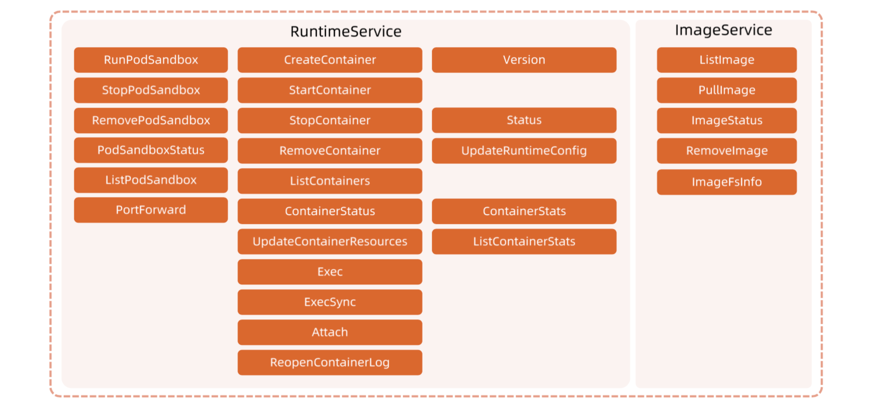 RuntimeService
RunPodSandbox
StopPodSandbox
RemovePodSandbox
PodSandboxStatus
ListPodSandbox
PortForward
CreateContainer
StartContainer
StopContainer
RemoveContainer
ListContainers
ContainerStatus
UpdateContainerResources
Exec
ExecSync
Attach
ReopenContainerLog
Version
Status
UpdateRuntimeConfig
ContainerStats
ListContainerStats
ImageService
ListImage
PullImage
ImageStatus
RemoveImage
ImageFsInfo